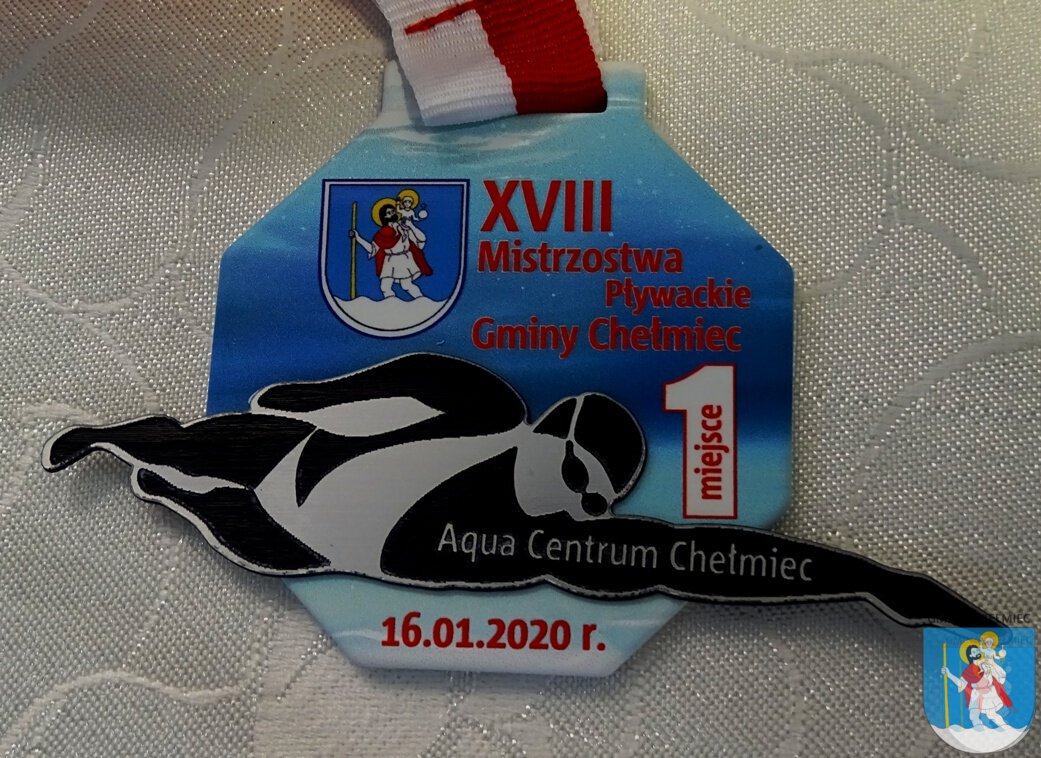 XVIII
Mistrzostwa
Pływackie
Gminy Chełmiec
1
miejsce
Aqua Centrum Chełmiec
16.01.2020 r.